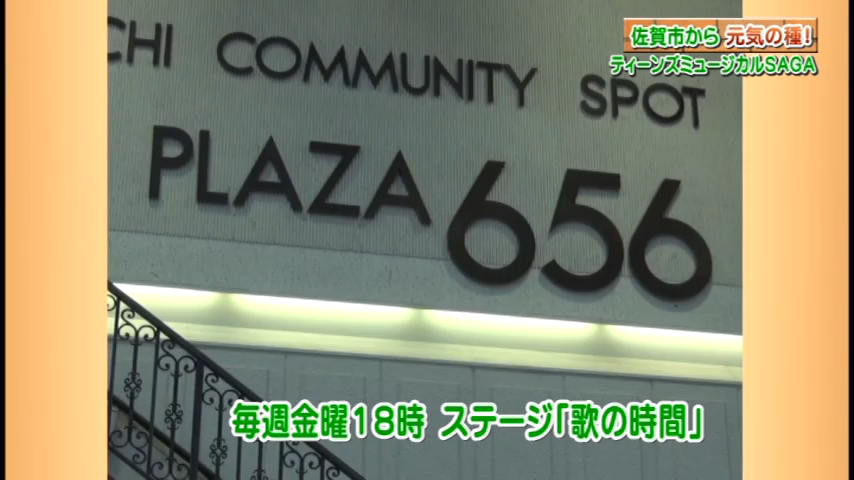 佐賀市から 元気の種!
ティーンズミュージカルSAGA
CHI COMMUNITY SPOT
PLAZA 656
毎週金曜18時 ステージ「歌の時間」